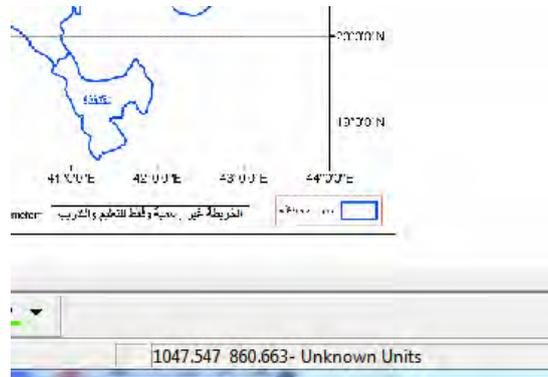 20°0'0"N
19°0'0"N
41°0'0"E 42°0'0"E 43°0'0"E 44°0'0"E
الخريطة غير رسمية وفقط للتعليم والتدريب
1047.547 860.663- Unknown Units